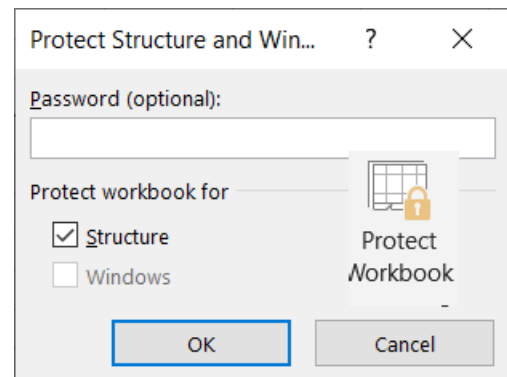 Protect Structure and Win... ? ×
Password (optional):
Protect workbook for
Structure
Windows
Protect
Workbook
OK Cancel